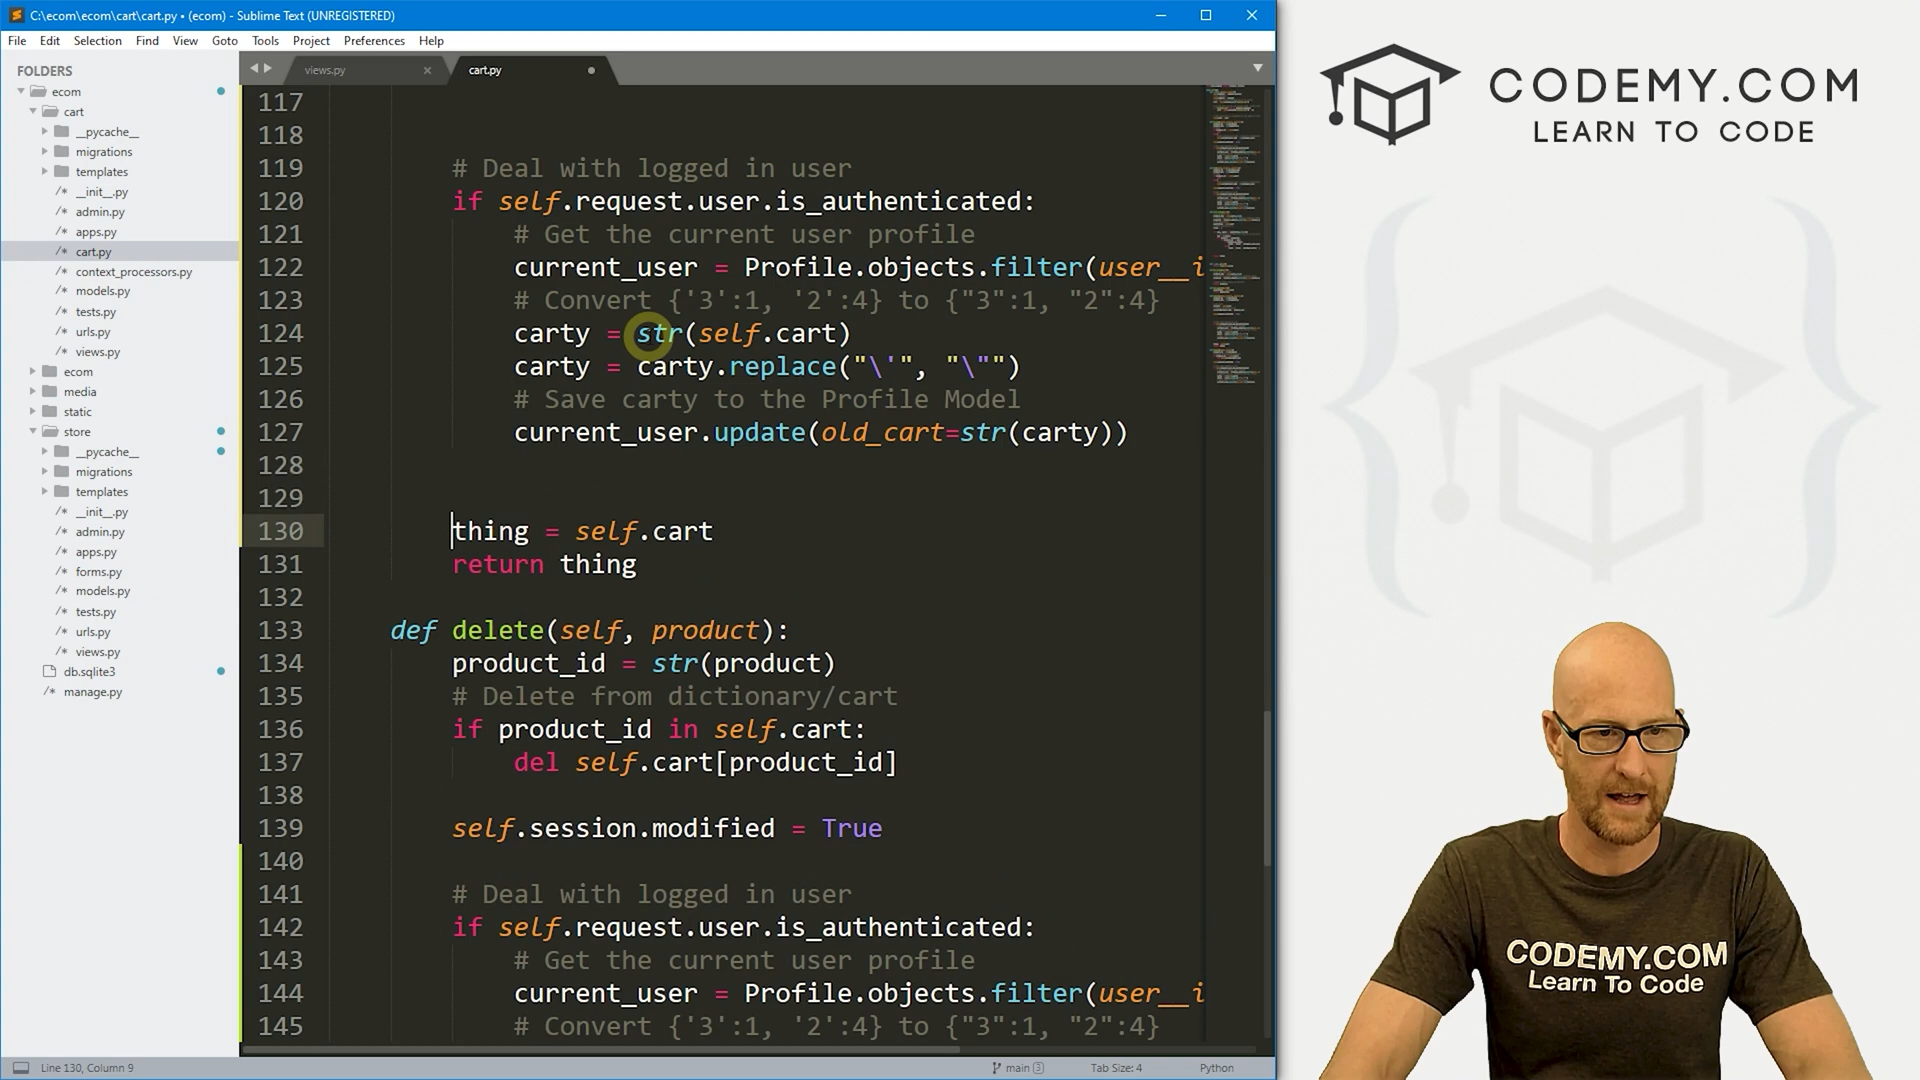 C:\ecom\ecom\cart\cart.py • (ecom) - Sublime Text (UNREGISTERED)
File Edit Selection Find View Goto Tools Project Preferences Help
FOLDERS
ecom
cart
__pycache__
migrations
templates
__init__.py
admin.py
apps.py
cart.py
context_processors.py
models.py
tests.py
urls.py
views.py
ecom
media
static
store
__pycache__
migrations
templates
__init__.py
admin.py
apps.py
forms.py
models.py
tests.py
urls.py
views.py
db.sqlite3
manage.py
views.py cart.py
117
118
119 # Deal with logged in user
120 if self.request.user.is_authenticated:
121 # Get the current user profile
122 current_user = Profile.objects.filter(user__i
123 # Convert {'3':1, '2':4} to {"3":1, "2":4}
124 carty = str(self.cart)
125 carty = carty.replace("\'", "\"")
126 # Save carty to the Profile Model
127 current_user.update(old_cart=str(carty))
128
129
130 thing = self.cart
131 return thing
132
133 def delete(self, product):
134 product_id = str(product)
135 # Delete from dictionary/cart
136 if product_id in self.cart:
137 del self.cart[product_id]
138
139 self.session.modified = True
140
141 # Deal with logged in user
142 if self.request.user.is_authenticated:
143 # Get the current user profile
144 current_user = Profile.objects.filter(user__i
145 # Convert {'3':1, '2':4} to {"3":1, "2":4}
Line 130, Column 9 main 3 Tab Size: 4 Python
CODEMY.COM
LEARN TO CODE
CODEMY.COM
Learn To Code